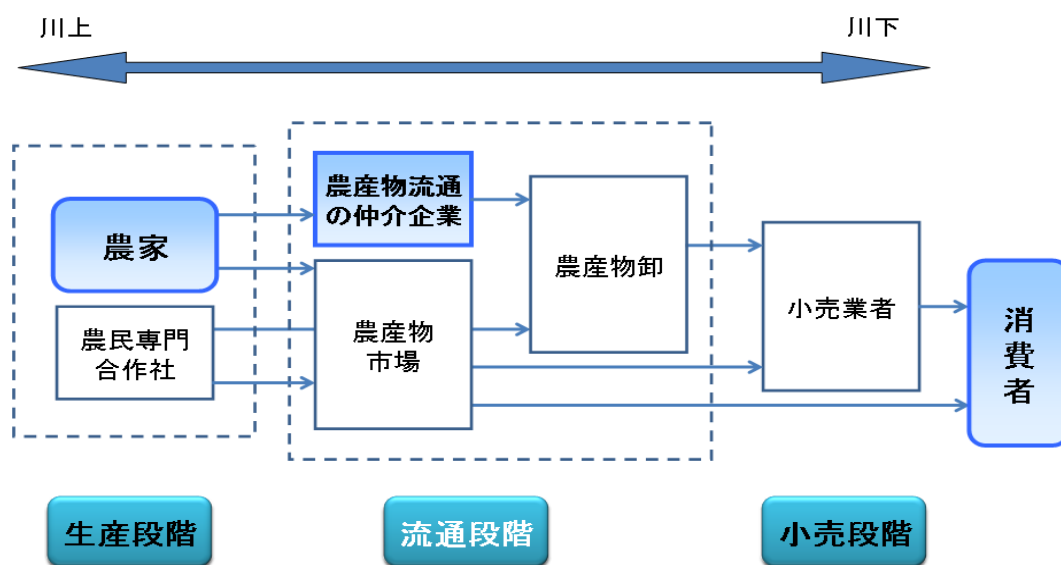 川上
川下
農産物流通
の仲介企業
農家
農産物卸
小売業者
農民専門
合作社
農産物
市場
消
費
者
生産段階
流通段階
小売段階